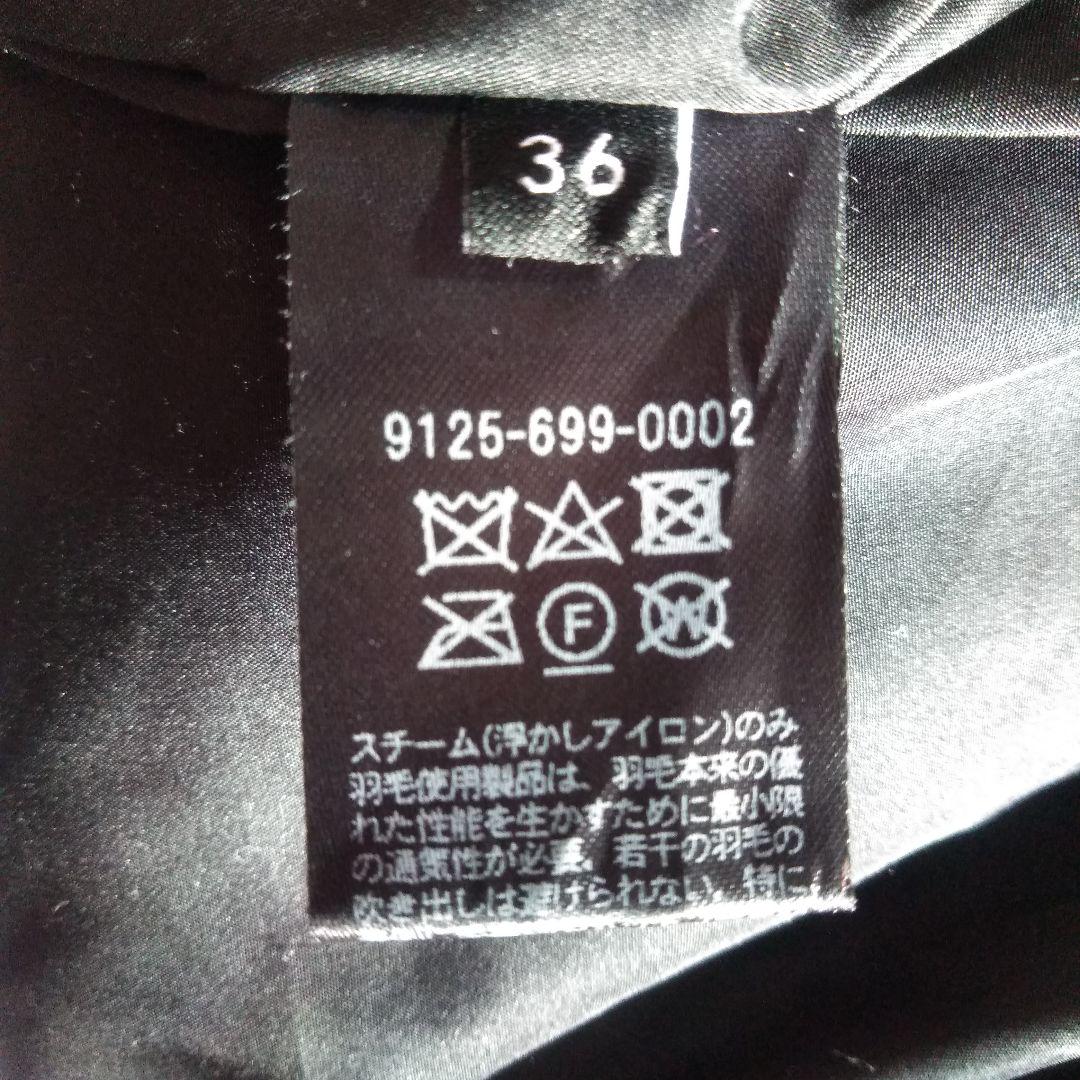 36
9125-699-0002
F
W
スチーム(浮かしアイロン)のみ
羽毛使用製品は、羽毛本来の優
れた性能を生かすために最小限
の通気性が必要、若干の羽毛の
吹き出しは避けられない。特に